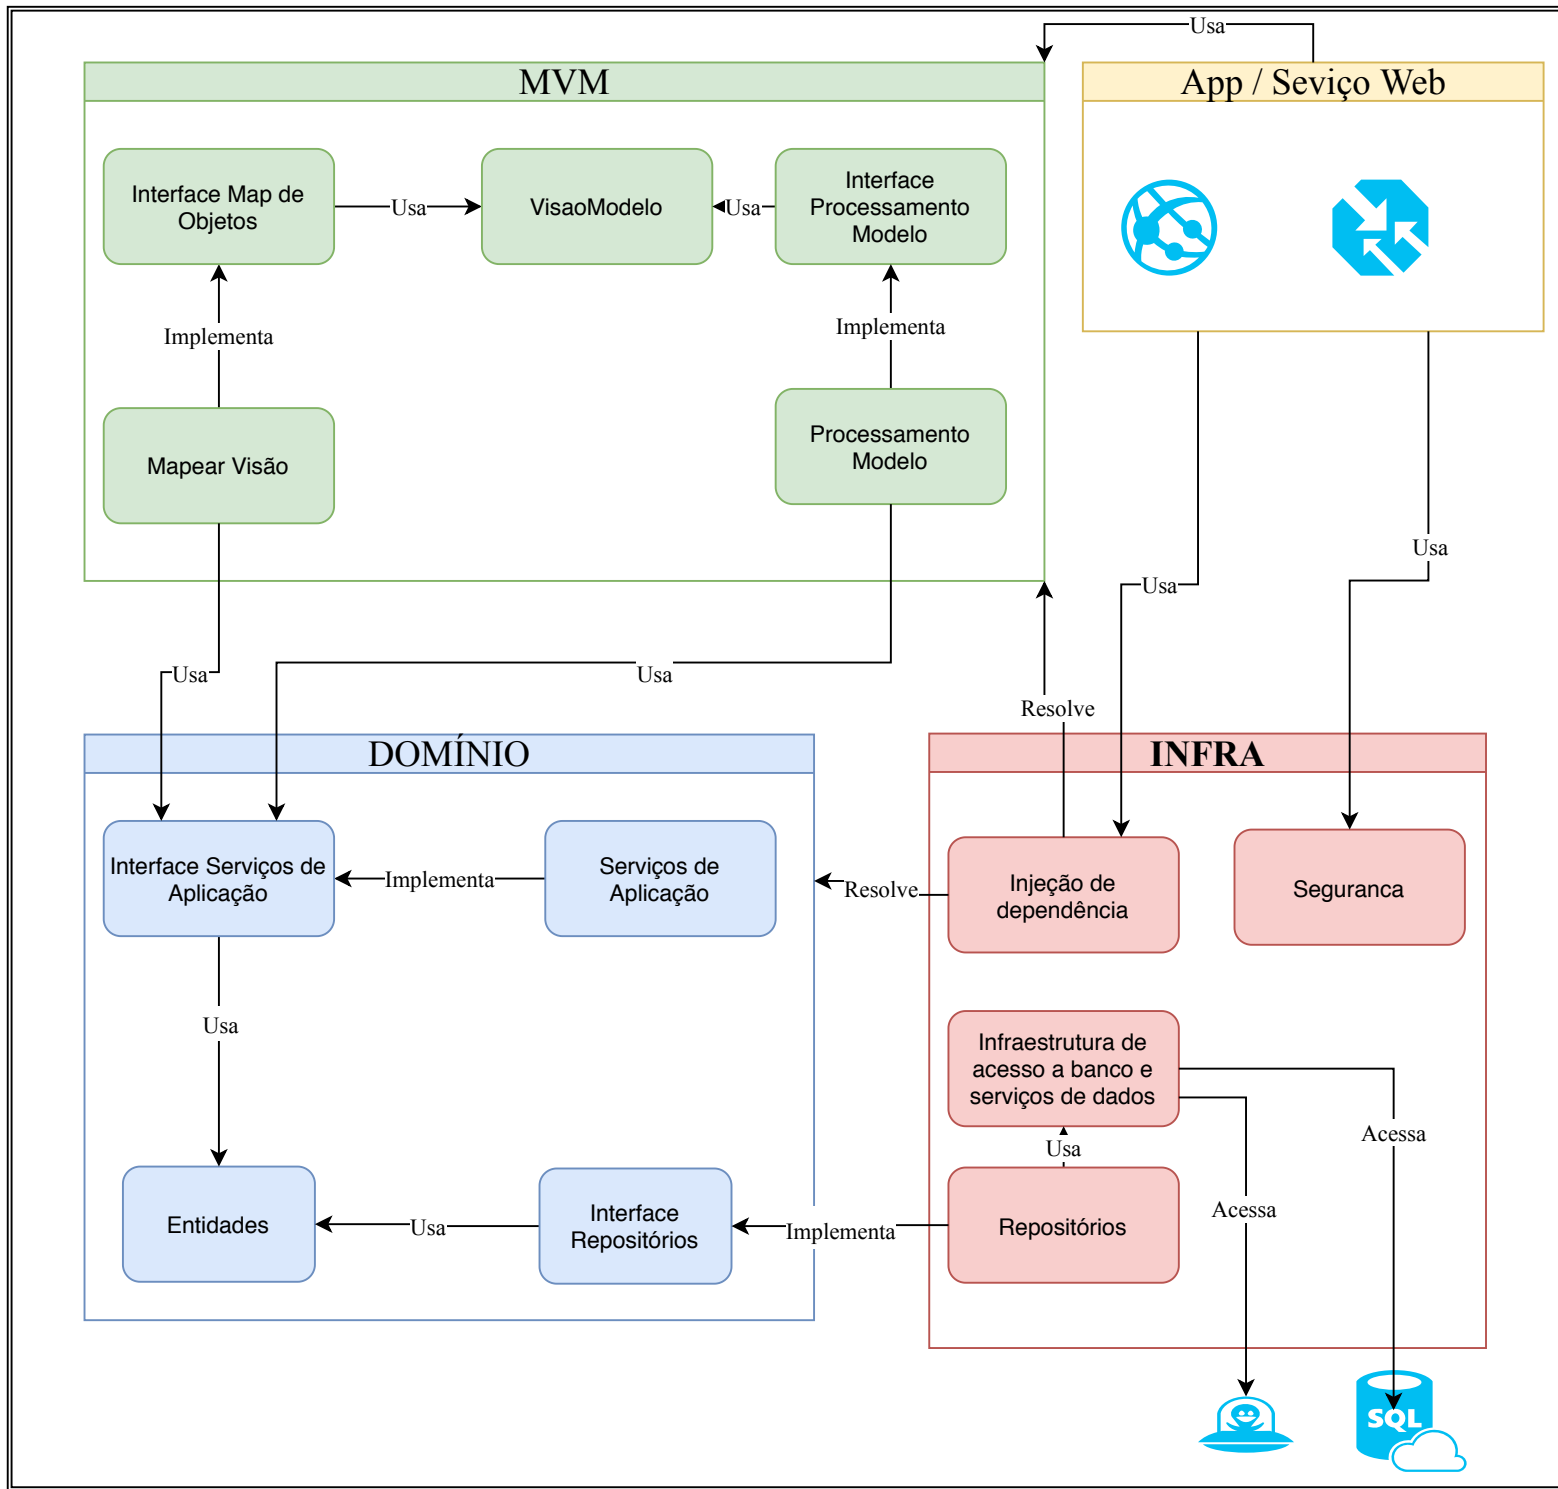 Usa
MVM
App / Seviço Web
Interface Map de
Objetos
Usa
VisaoModelo
Usa
Interface
Processamento
Modelo
Implementa
Implementa
Mapear Visão
Processamento
Modelo
Usa
Usa
Usa
Usa
Resolve
DOMÍNIO
INFRA
Interface Serviços de
Aplicação
Implementa
Serviços de
Aplicação
Resolve
Injeção de
dependência
Seguranca
Usa
Infraestrutura de
acesso a banco e
serviços de dados
Acessa
Usa
Acessa
Entidades
Usa
Interface
Repositórios
Implementa
Repositórios
SQL